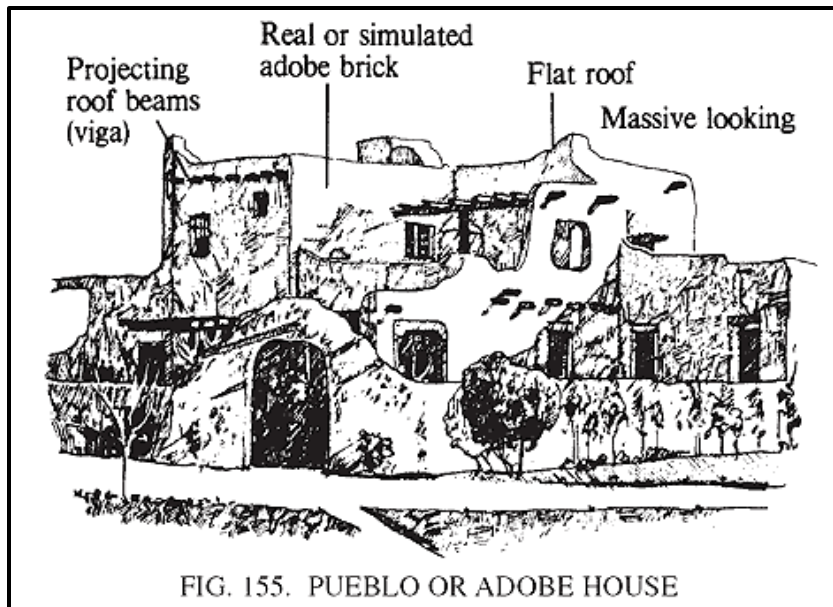 Real or simulated
adobe brick
Projecting
roof beams
(viga)
Flat roof
Massive looking
FIG. 155. PUEBLO OR ADOBE HOUSE